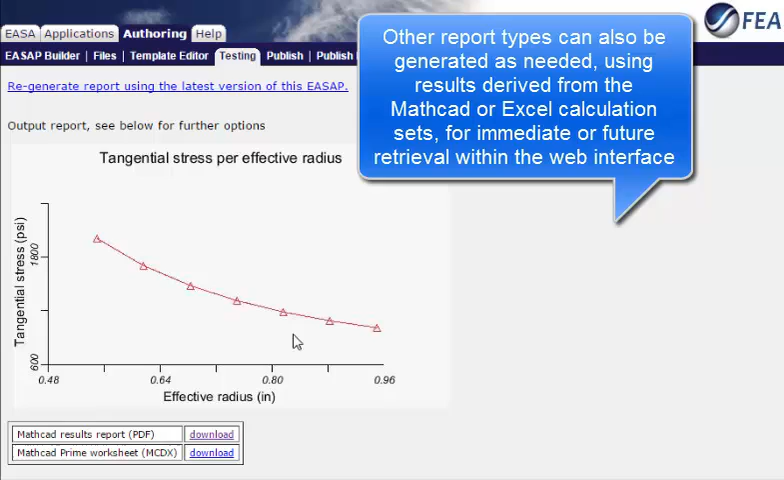 EASA Applications Authoring Help
EASAP Builder Files Template Editor Testing Publish Publish
FEA
Other report types can also be
generated as needed, using
results derived from the
Mathcad or Excel calculation
sets, for immediate or future
retrieval within the web interface
Re-generate report using the latest version of this EASAP.
Output report, see below for further options
Tangential stress per effective radius
Tangential stress (psi)
1800
600
0.48 0.64 0.80 0.96
Effective radius (in)
Mathcad results report (PDF) download
Mathcad Prime worksheet (MCDX) download